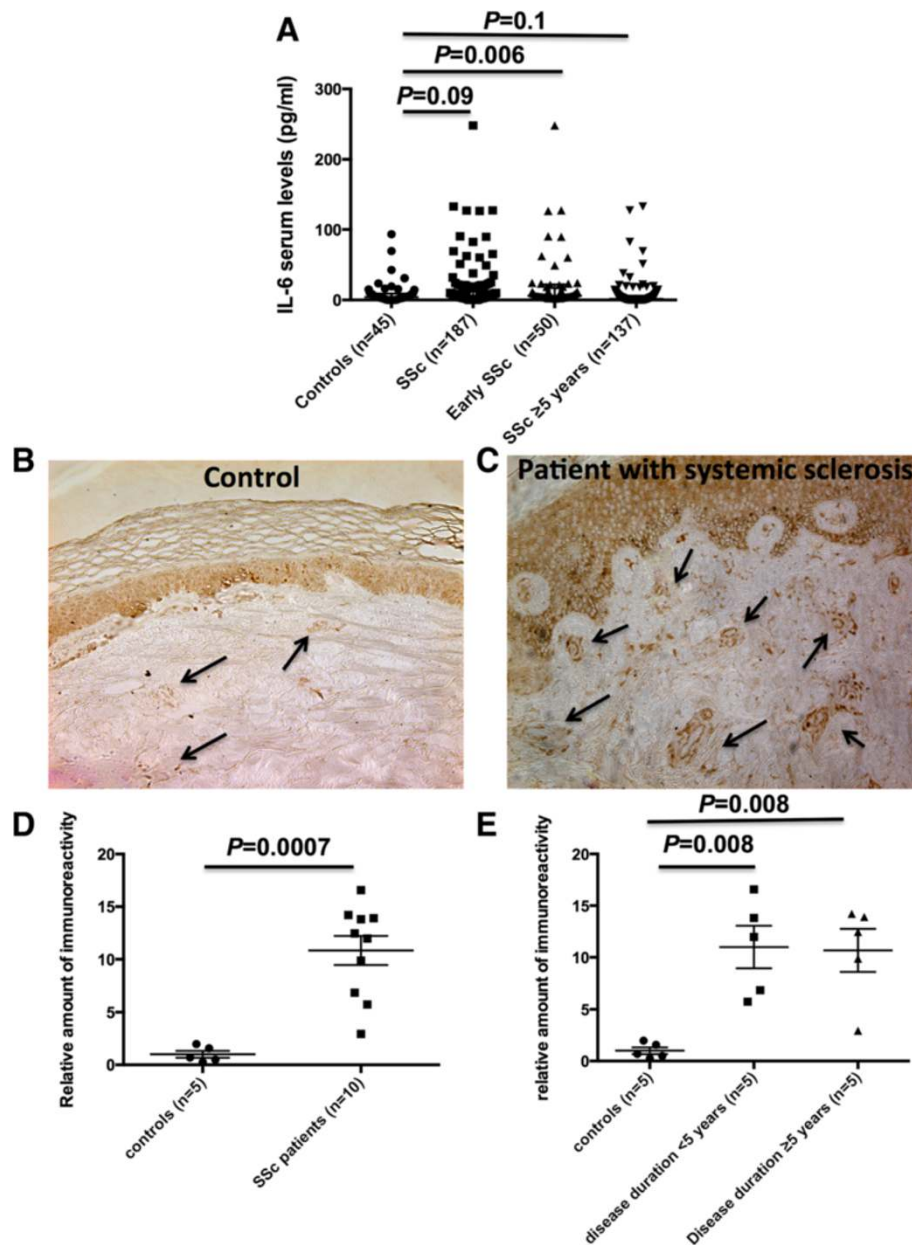 A
P=0.1
P=0.006
P=0.09
IL-6 serum levels (pg/ml)
300
200
100
0
Controls (n=45)
SSc (n=187)
Early SSc (n=50)
SSc ≥5 years (n=137)
B
Control
C
Patient with systemic sclerosis
D
P=0.0007
Relative amount of immunoreactivity
20
15
10
5
0
controls (n=5)
SSc patients (n=10)
E
P=0.008
P=0.008
relative amount of immunoreactivity
20
15
10
5
0
controls (n=5)
disease duration <5 years (n=5)
Disease duration ≥5 years (n=5)